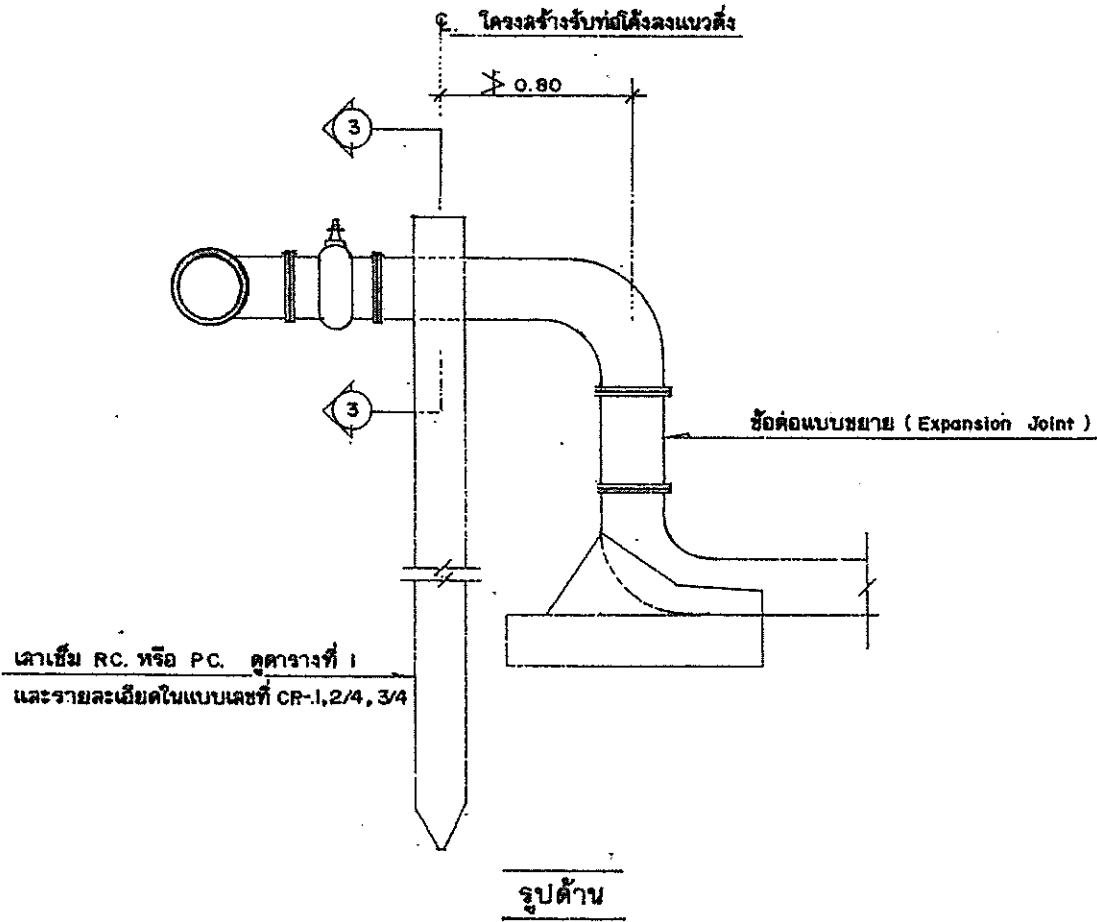 ℄ โครงสร้างรับท่อโค้งลงแนวดิ่ง
≯ 0.80
3
3
ข้อต่อแบบขยาย ( Expansion Joint )
เสาเข็ม RC. หรือ PC. ดูตารางที่ 1
และรายละเอียดในแบบเลขที่ CR-1,2/4, 3/4
รูปด้าน